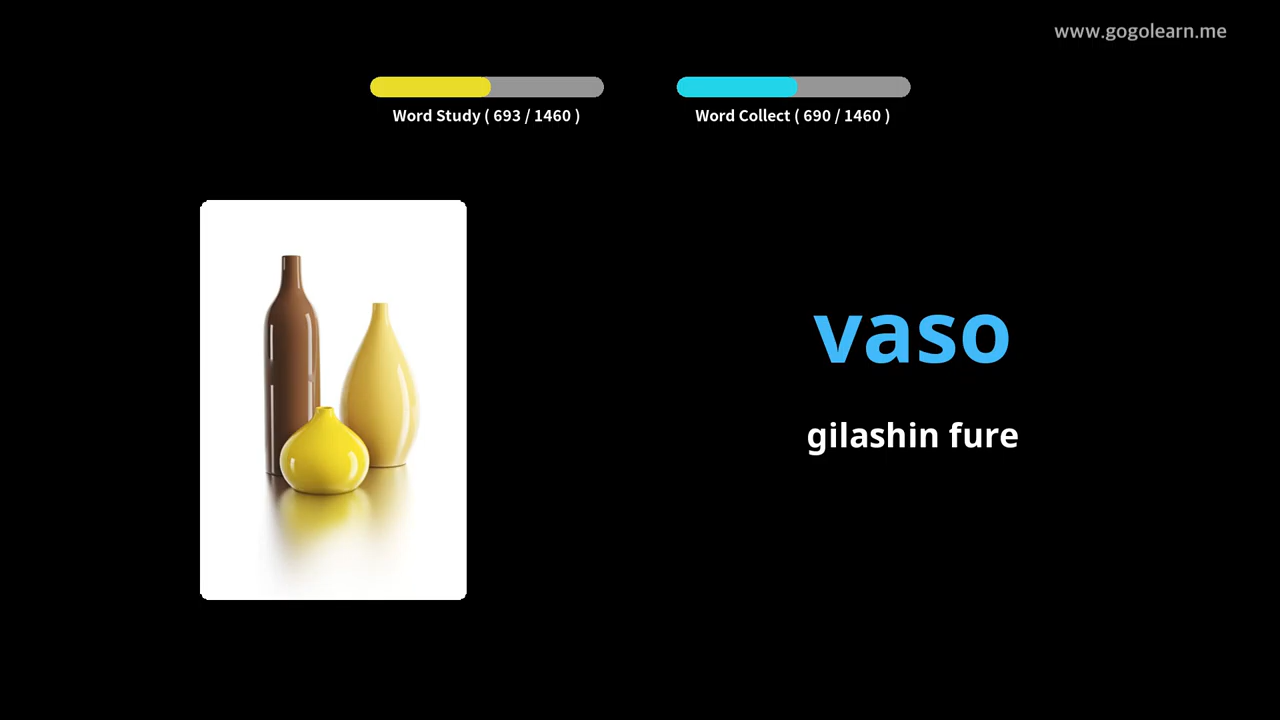 www.gogolearn.me
Word Study ( 693 / 1460 )
Word Collect ( 690 / 1460 )
vaso
gilashin fure